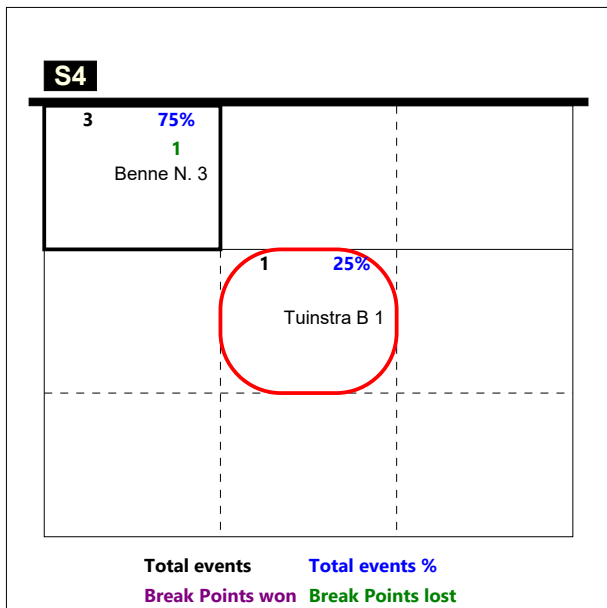 S4
3 75%
1
Benne N. 3
1 25%
Tuinstra B 1
Total events Total events %
Break Points won Break Points lost